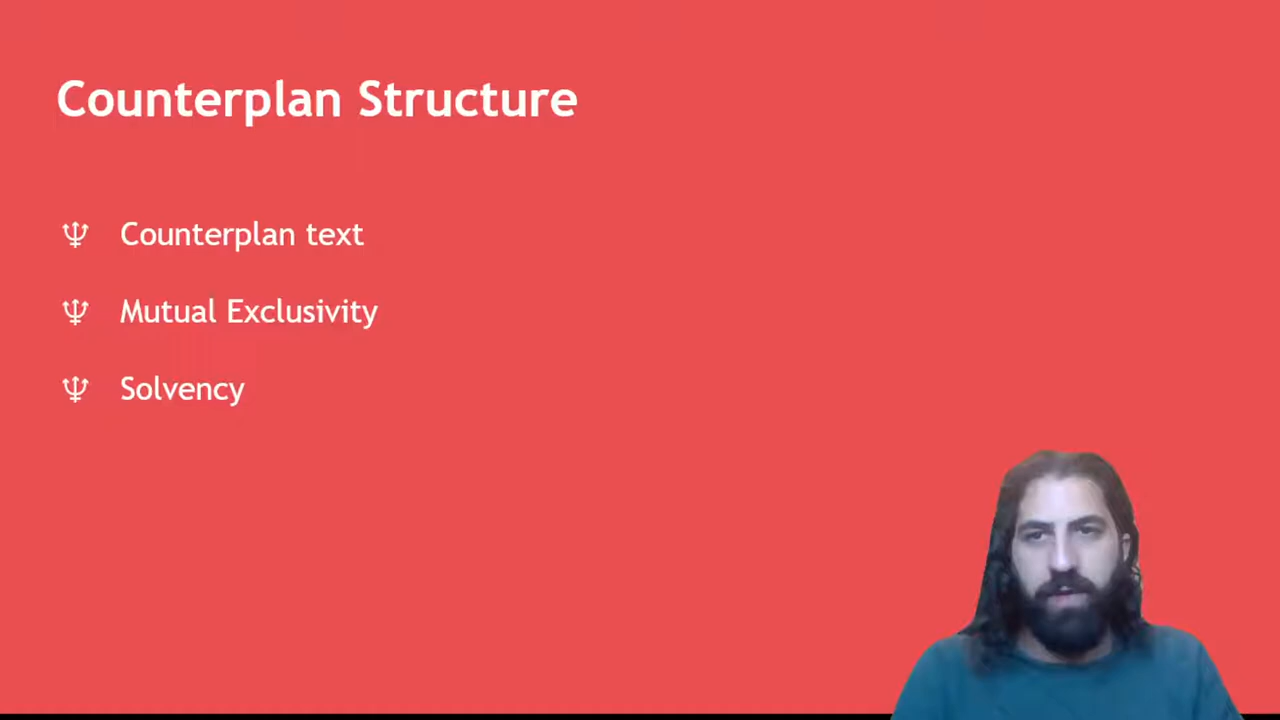 Counterplan Structure
Counterplan text
Mutual Exclusivity
Solvency